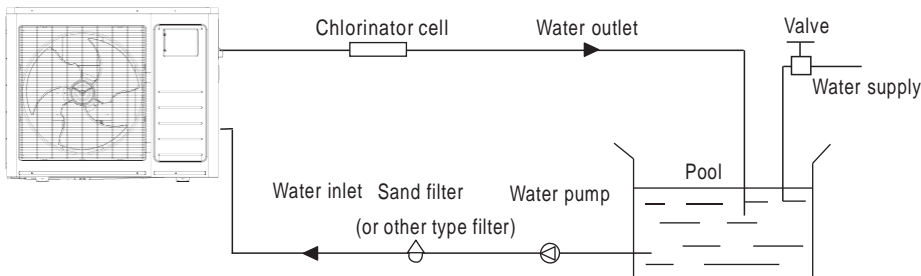 Chlorinator cell
Water outlet
Valve
Water supply
Pool
Water inlet
Sand filter
(or other type filter)
Water pump